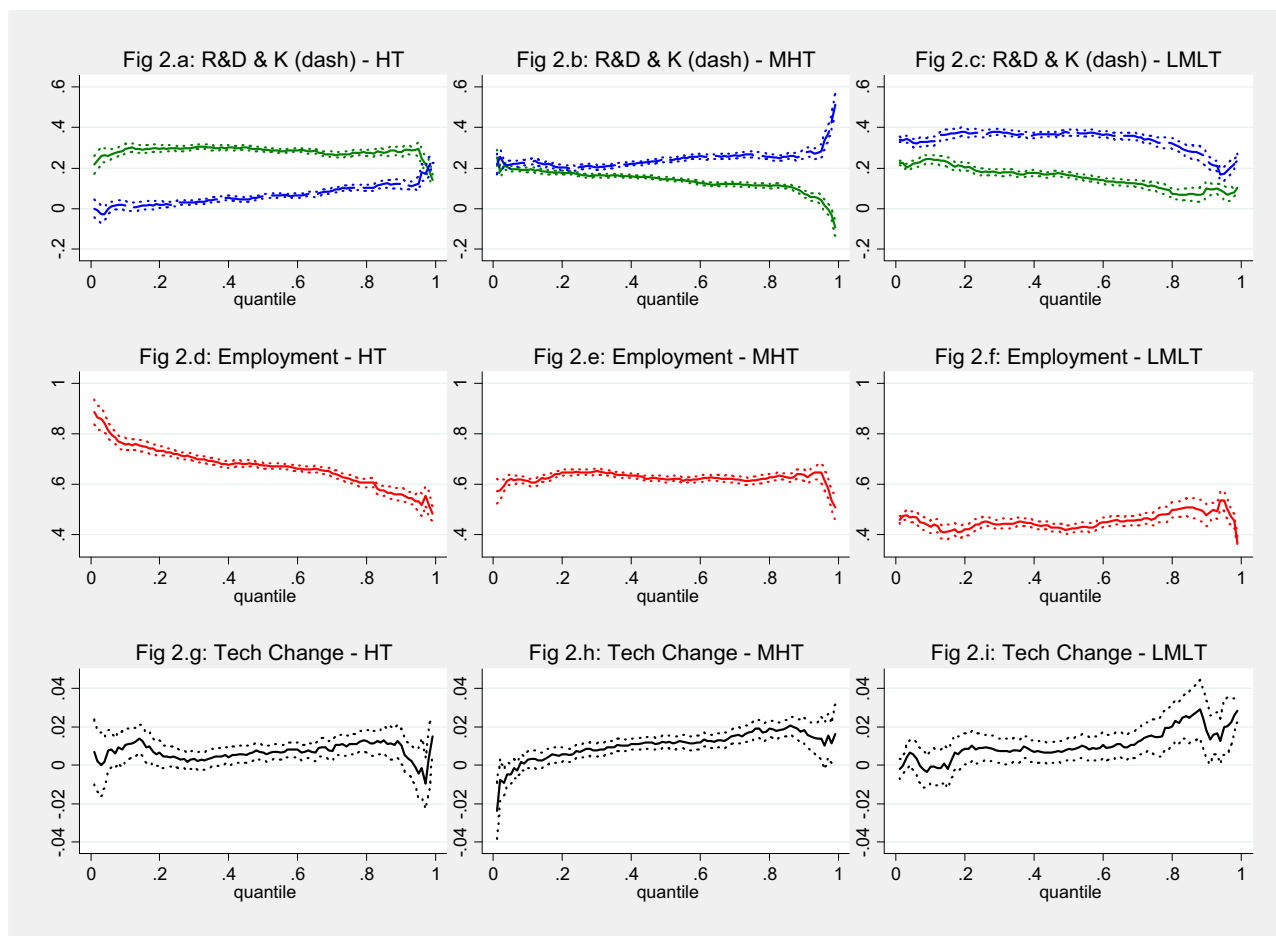 Fig 2.a: R&D & K (dash) - HT
.6
.4
.2
0
-.2
0 .2 .4 .6 .8 1
quantile
Fig 2.b: R&D & K (dash) - MHT
.6
.4
.2
0
-.2
0 .2 .4 .6 .8 1
quantile
Fig 2.c: R&D & K (dash) - LMLT
.6
.4
.2
0
-.2
0 .2 .4 .6 .8 1
quantile
Fig 2.d: Employment - HT
1
.8
.6
.4
0 .2 .4 .6 .8 1
quantile
Fig 2.e: Employment - MHT
1
.8
.6
.4
0 .2 .4 .6 .8 1
quantile
Fig 2.f: Employment - LMLT
1
.8
.6
.4
0 .2 .4 .6 .8 1
quantile
Fig 2.g: Tech Change - HT
.04
.02
0
-.02
-.04
0 .2 .4 .6 .8 1
quantile
Fig 2.h: Tech Change - MHT
.04
.02
0
-.02
-.04
0 .2 .4 .6 .8 1
quantile
Fig 2.i: Tech Change - LMLT
.04
.02
0
-.02
-.04
0 .2 .4 .6 .8 1
quantile